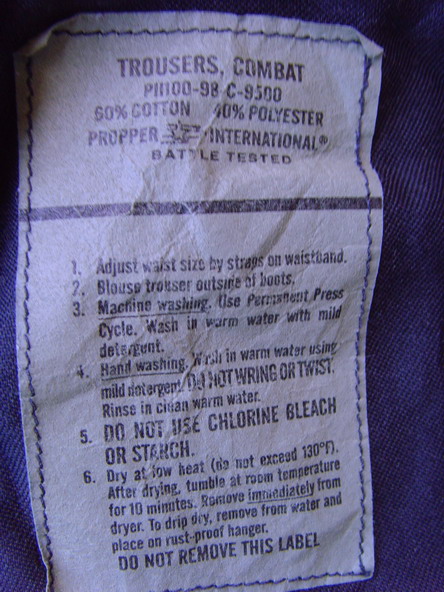 TROUSERS, COMBAT
PII100-98-C-9500
60% COTTON 40% POLYESTER
PROPPER INTERNATIONAL®
BATTLE TESTED
1. Adjust waist size by straps on waistband.
2. Blouse trouser outside of boots.
3. Machine washing. Use Permanent Press
Cycle. Wash in warm water with mild
detergent.
4. Hand washing. Wash in warm water using
mild detergent. DO NOT WRING OR TWIST.
Rinse in clean warm water.
5. DO NOT USE CHLORINE BLEACH
OR STARCH.
6. Dry at low heat (do not exceed 130°F).
After drying, tumble at room temperature
for 10 minutes. Remove immediately from
dryer. To drip dry, remove from water and
place on rust-proof hanger.
DO NOT REMOVE THIS LABEL